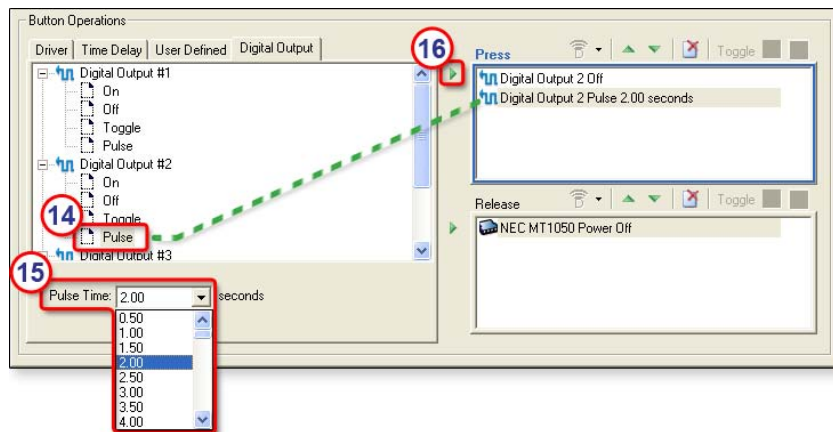 Button Operations
Driver Time Delay User Defined Digital Output
16
Press
Toggle
Digital Output #1
On
Off
Toggle
Pulse
Digital Output #2
On
Off
Toggle
14
Pulse
Digital Output #3
15
Pulse Time: 2.00 seconds
0.50
1.00
1.50
2.00
2.50
3.00
3.50
4.00
Digital Output 2 Off
Digital Output 2 Pulse 2.00 seconds
Release
Toggle
NEC MT1050 Power Off